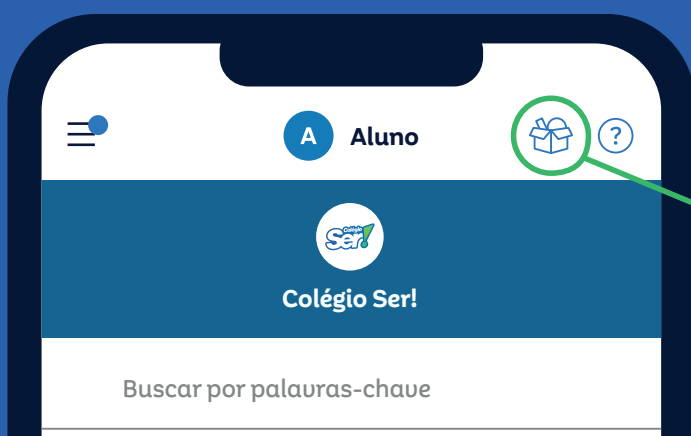 A Aluno ?
Colégio
Ser!
Colégio Ser!
Buscar por palavras-chave